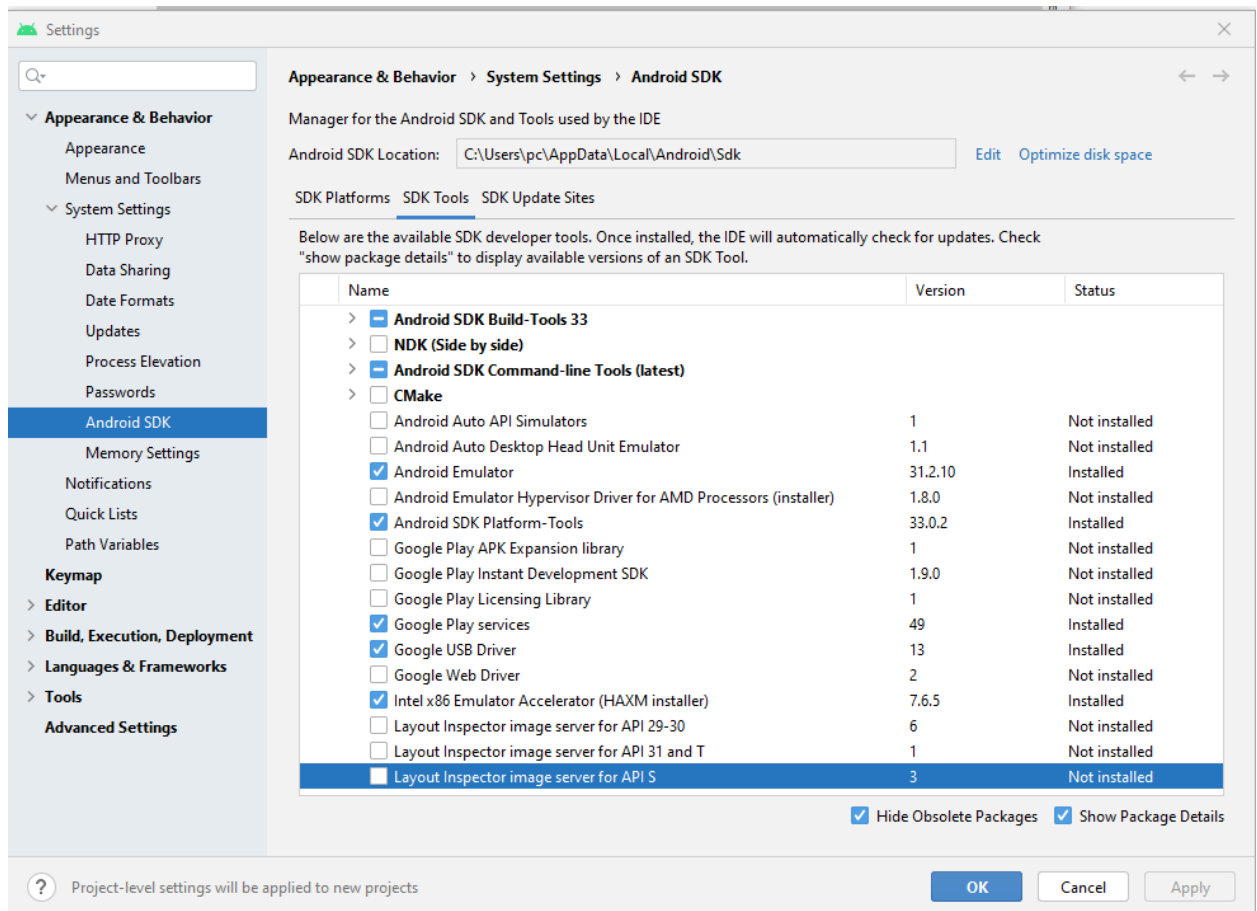 Settings
Appearance & Behavior > System Settings > Android SDK
Appearance & Behavior
Appearance
Menus and Toolbars
System Settings
HTTP Proxy
Data Sharing
Date Formats
Updates
Process Elevation
Passwords
Android SDK
Memory Settings
Notifications
Quick Lists
Path Variables
Keymap
Editor
Build, Execution, Deployment
Languages & Frameworks
Tools
Advanced Settings
Manager for the Android SDK and Tools used by the IDE
Android SDK Location: C:\Users\pc\AppData\Local\Android\Sdk Edit Optimize disk space
SDK Platforms SDK Tools SDK Update Sites
Below are the available SDK developer tools. Once installed, the IDE will automatically check for updates. Check
"show package details" to display available versions of an SDK Tool.
Name Version Status
Android SDK Build-Tools 33
NDK (Side by side)
Android SDK Command-line Tools (latest)
CMake
Android Auto API Simulators 1 Not installed
Android Auto Desktop Head Unit Emulator 1.1 Not installed
Android Emulator 31.2.10 Installed
Android Emulator Hypervisor Driver for AMD Processors (installer) 1.8.0 Not installed
Android SDK Platform-Tools 33.0.2 Installed
Google Play APK Expansion library 1 Not installed
Google Play Instant Development SDK 1.9.0 Not installed
Google Play Licensing Library 1 Not installed
Google Play services 49 Installed
Google USB Driver 13 Installed
Google Web Driver 2 Not installed
Intel x86 Emulator Accelerator (HAXM installer) 7.6.5 Installed
Layout Inspector image server for API 29-30 6 Not installed
Layout Inspector image server for API 31 and T 1 Not installed
Layout Inspector image server for API S 3 Not installed
Hide Obsolete Packages Show Package Details
? Project-level settings will be applied to new projects
OK Cancel Apply